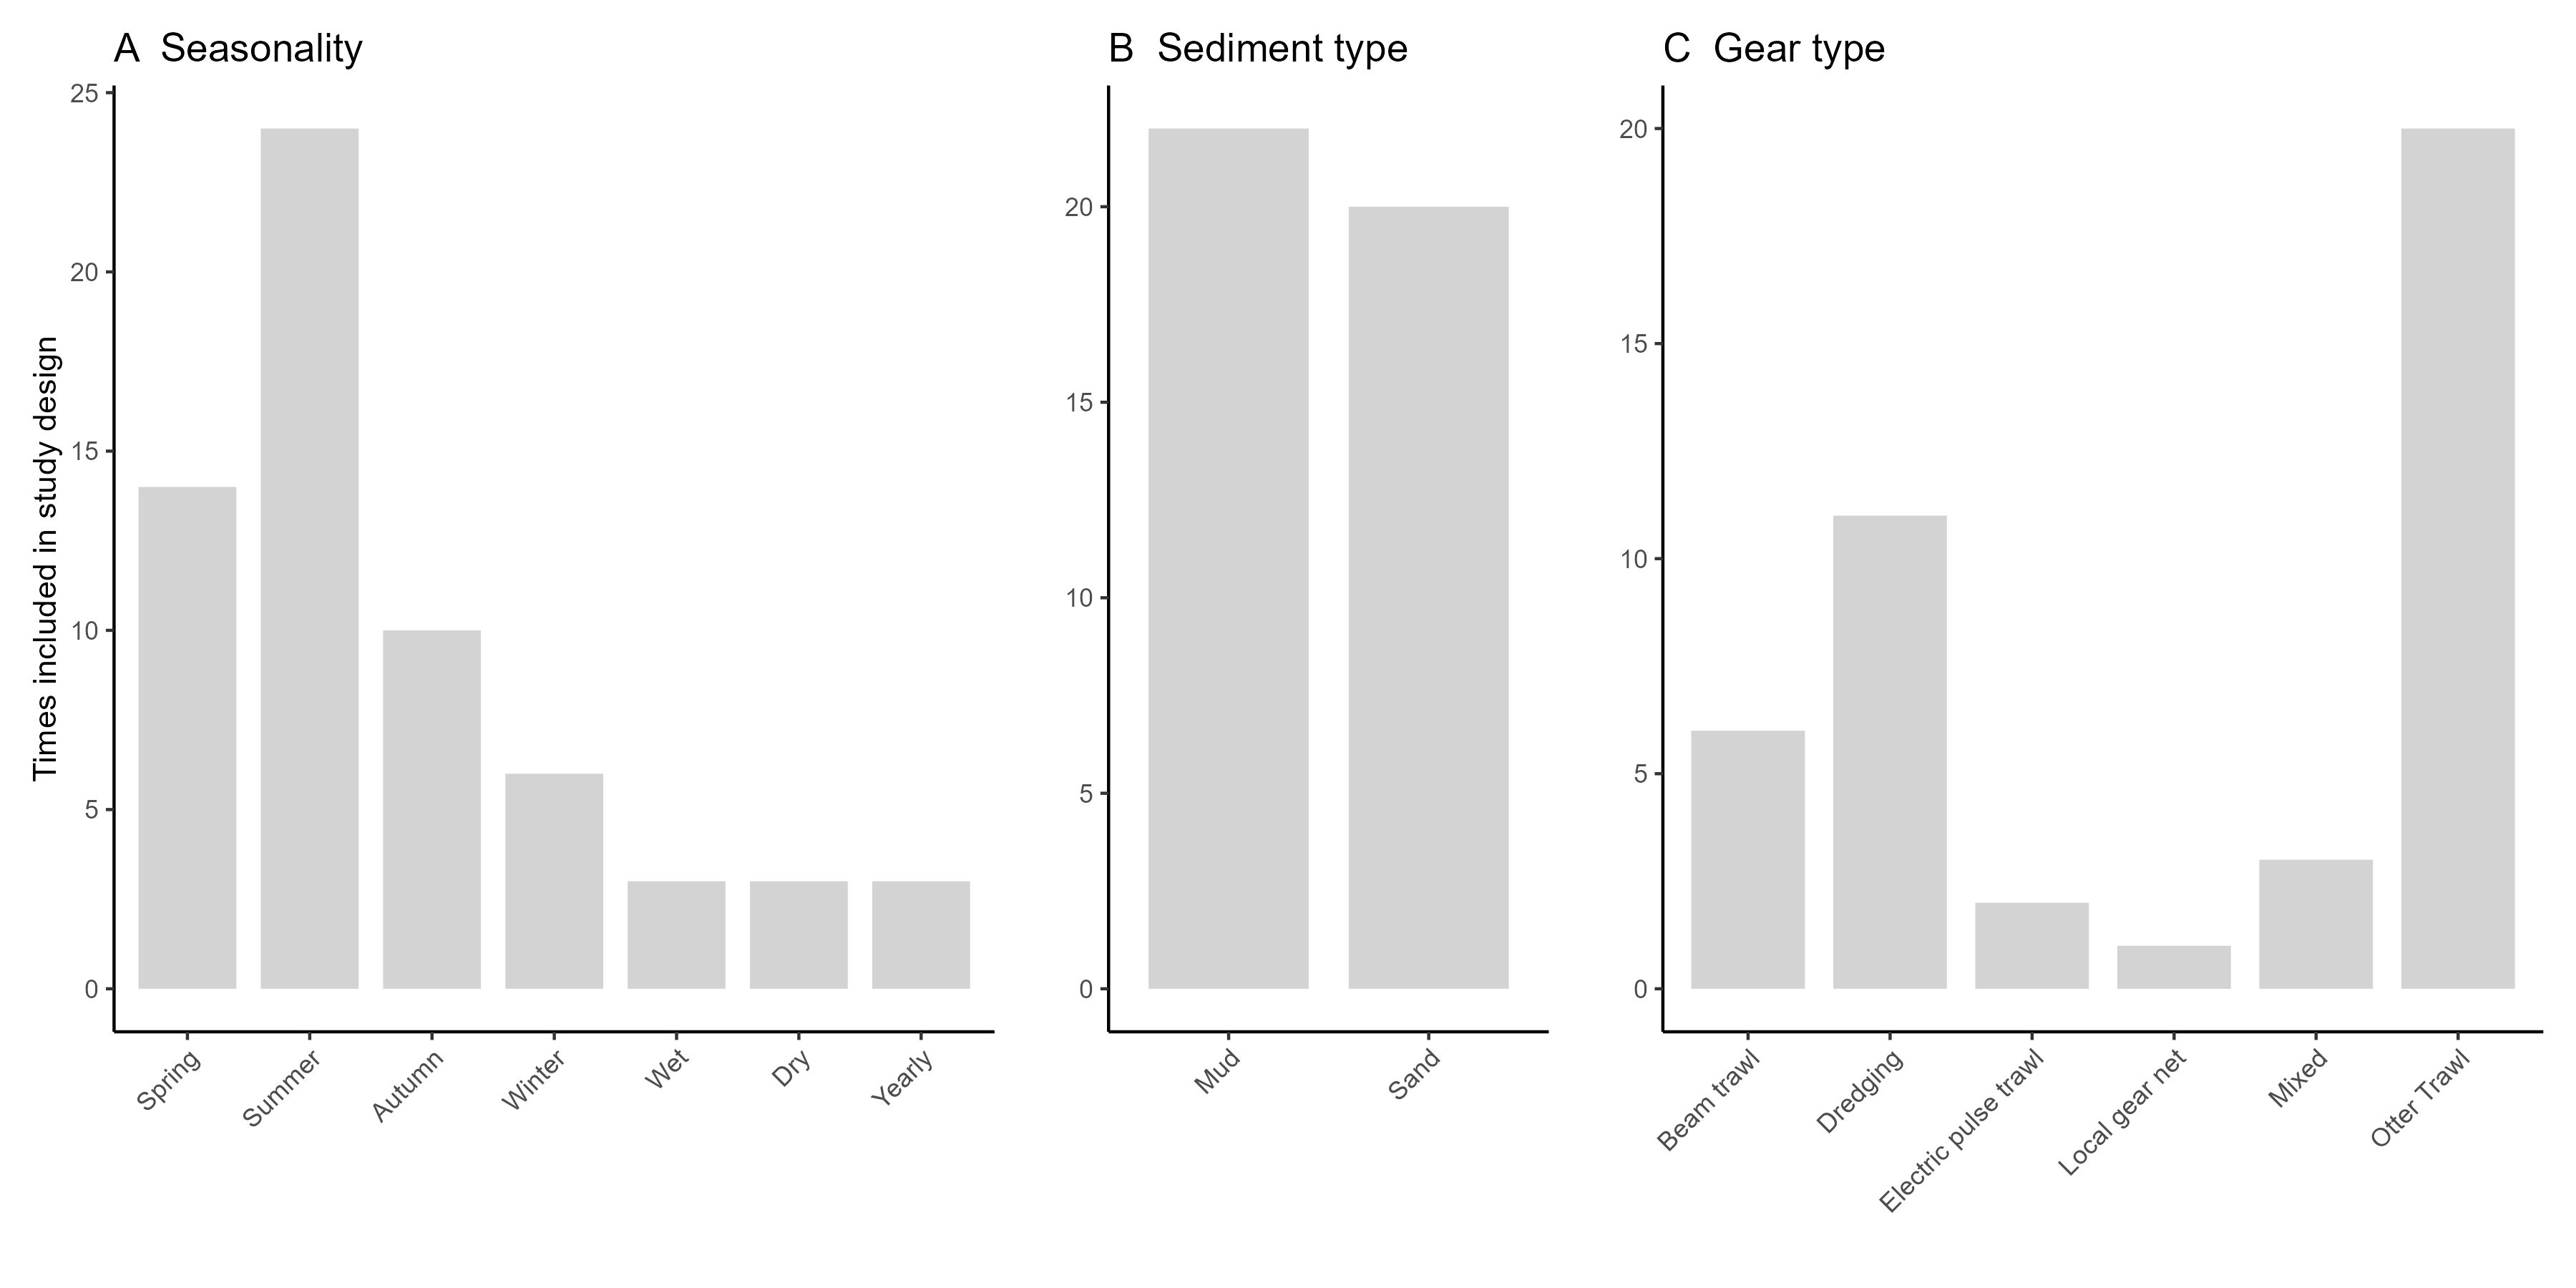 A Seasonality
B Sediment type
C Gear type
Times included in study design
25
20
15
10
5
0
Spring
Summer
Autumn
Winter
Wet
Dry
Yearly
20
15
10
5
0
Mud
Sand
20
15
10
5
0
Beam trawl
Dredging
Electric pulse trawl
Local gear net
Mixed
Otter Trawl